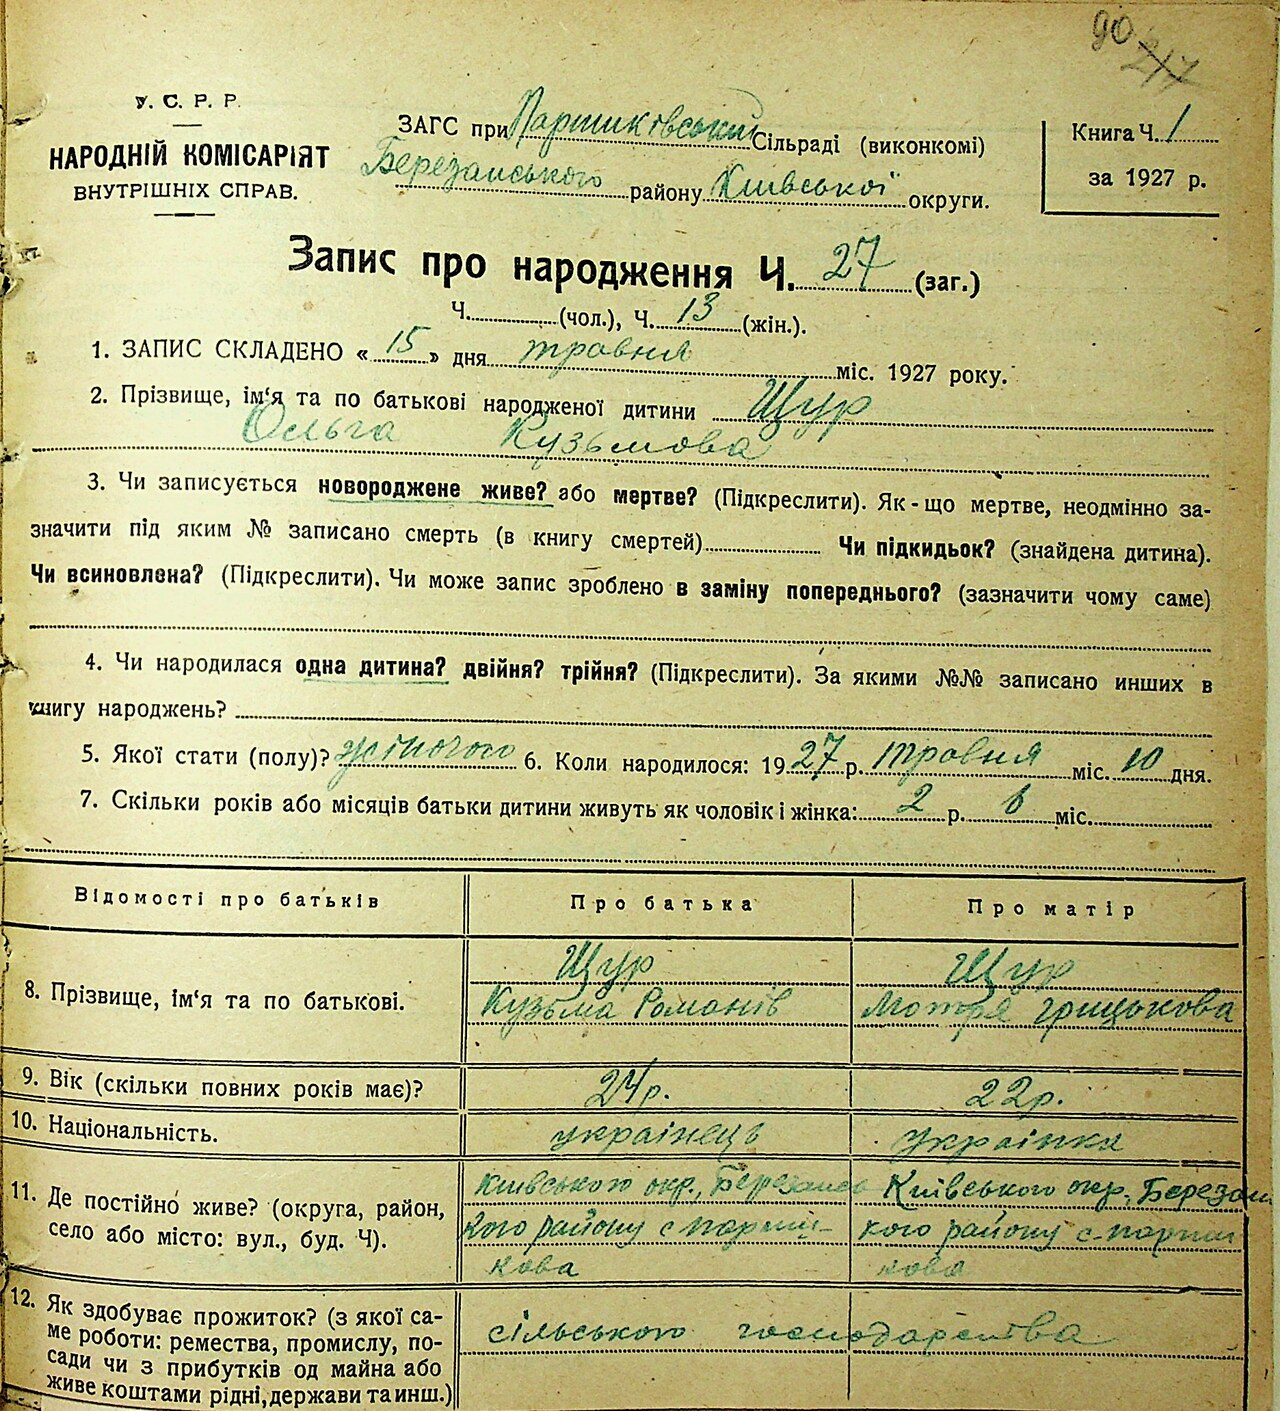 90 217
У. С. Р. Р.
НАРОДНІЙ КОМІСАРІЯТ
ВНУТРІШНІХ СПРАВ.
ЗАГС при Паришківський Сільраді (виконкомі)
Березанського району Київської округи.
Книга Ч. 1
за 1927 р.
Запис про народження Ч. 27 (заг.)
Ч. (чол.), Ч. 13 (жін.).
1. ЗАПИС СКЛАДЕНО « 15 » дня травня міс. 1927 року.
2. Прізвище, ім‘я та по батькові народженої дитини Щур
Ольга Кузьмова
3. Чи записується новороджене живе? або мертве? (Підкреслити). Як-що мертве, неодмінно за-
значити під яким № записано смерть (в книгу смертей) Чи підкидьок? (знайдена дитина).
Чи всиновлена? (Підкреслити). Чи може запис зроблено в заміну попереднього? (зазначити чому саме)
4. Чи народилася одна дитина? двійня? трійня? (Підкреслити). За якими №№ записано инших в
книгу народжень?
5. Якої стати (полу)? жіночого 6. Коли народилося: 1927 р. травня міс. 10 дня.
7. Скільки років або місяців батьки дитини живуть як чоловік і жінка: 2 р. 6 міс.
Відомості про батьків Про батька Про матір
8. Прізвище, ім‘я та по батькові.
Щур
Кузьма Романів
Щур
Мотря Грицькова
9. Вік (скільки повних років має)? 24 р. 22 р.
10. Національність. українець українка
11. Де постійно живе? (округа, район,
село або місто: вул., буд. Ч).
Київського окр., Березансь
кого району с Париш-
кова
Київського окр., Березан
кого району с-Париш
кова
12. Як здобуває прожиток? (з якої са-
ме роботи: ремества, промислу, по-
сади чи з прибутків од майна або
живе коштами рідні, держави та инш.)
сільського господарства